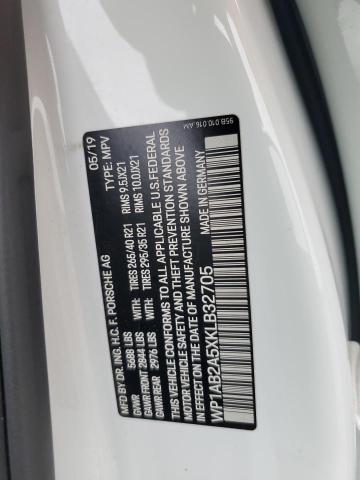 MFD BY DR. ING. H.C. F. PORSCHE AG 05/19
GVWR 5688 LBS TYPE: MPV
GAWR FRONT 2844 LBS TIRES 265/40 R21 RIMS 9.5JX21
GAWR REAR 2976 LBS TIRES 295/35 R21 RIMS 10.0JX21
THIS VEHICLE CONFORMS TO ALL APPLICABLE U.S. FEDERAL
MOTOR VEHICLE SAFETY AND THEFT PREVENTION STANDARDS
IN EFFECT ON THE DATE OF MANUFACTURE SHOWN ABOVE
WP1AB2A5XKLB32705 MADE IN GERMANY
95B 010 016 AM